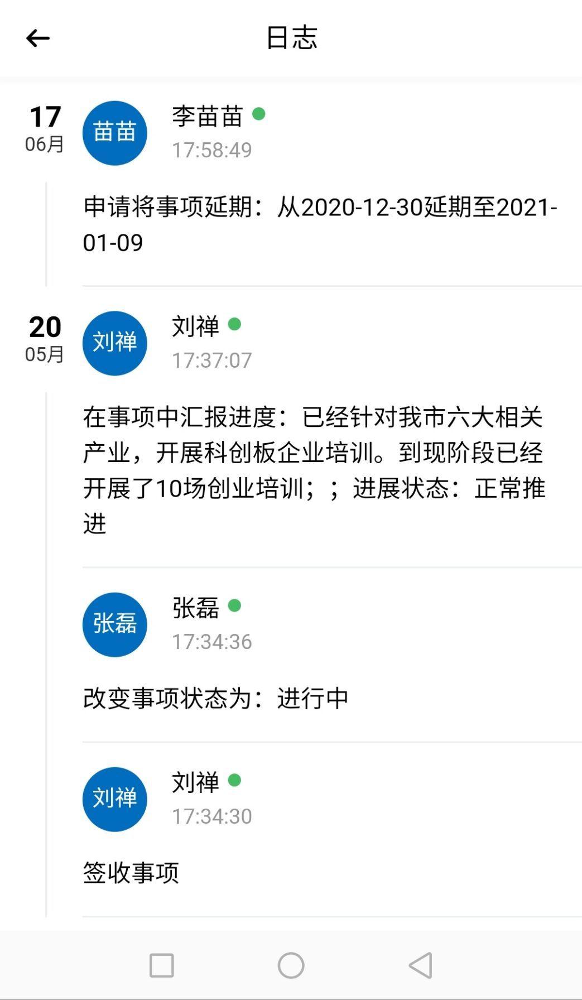 日志
17
06月
苗苗
李苗苗
17:58:49
申请将事项延期：从2020-12-30延期至2021-
01-09
20
05月
刘禅
刘禅
17:37:07
在事项中汇报进度：已经针对我市六大相关
产业，开展科创板企业培训。到现阶段已经
开展了10场创业培训；；进展状态：正常推
进
张磊
张磊
17:34:36
改变事项状态为：进行中
刘禅
刘禅
17:34:30
签收事项